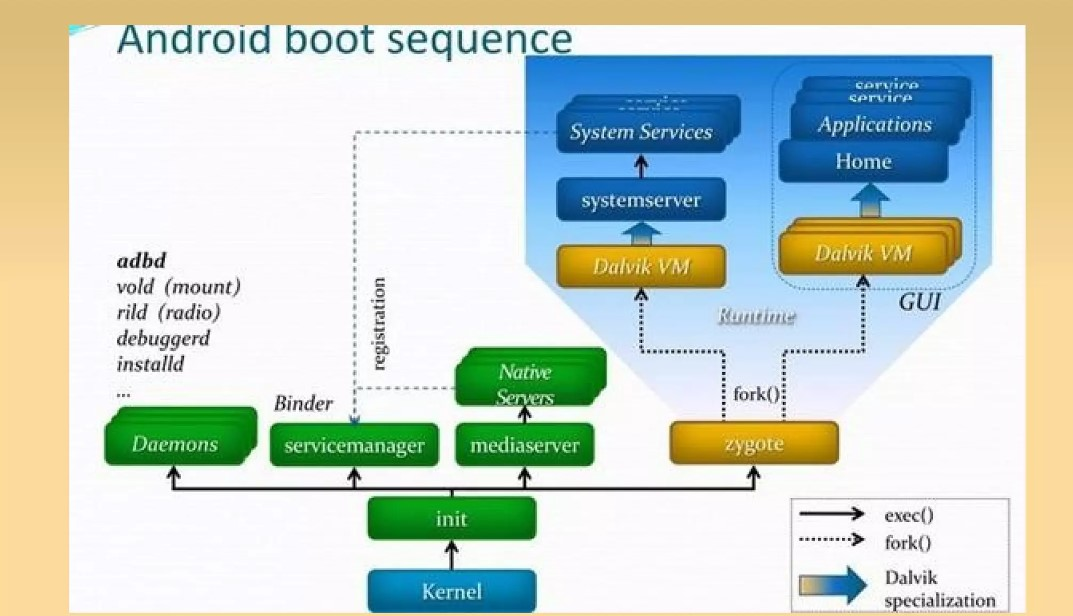 Android boot sequence
service
service
System Services
Applications
Home
systemserver
Dalvik VM
Dalvik VM
GUI
Runtime
adbd
vold (mount)
rild (radio)
debuggerd
installd
...
registration
Native
Servers
fork()
Binder
Daemons
servicemanager
mediaserver
zygote
init
Kernel
exec()
fork()
Dalvik
specialization